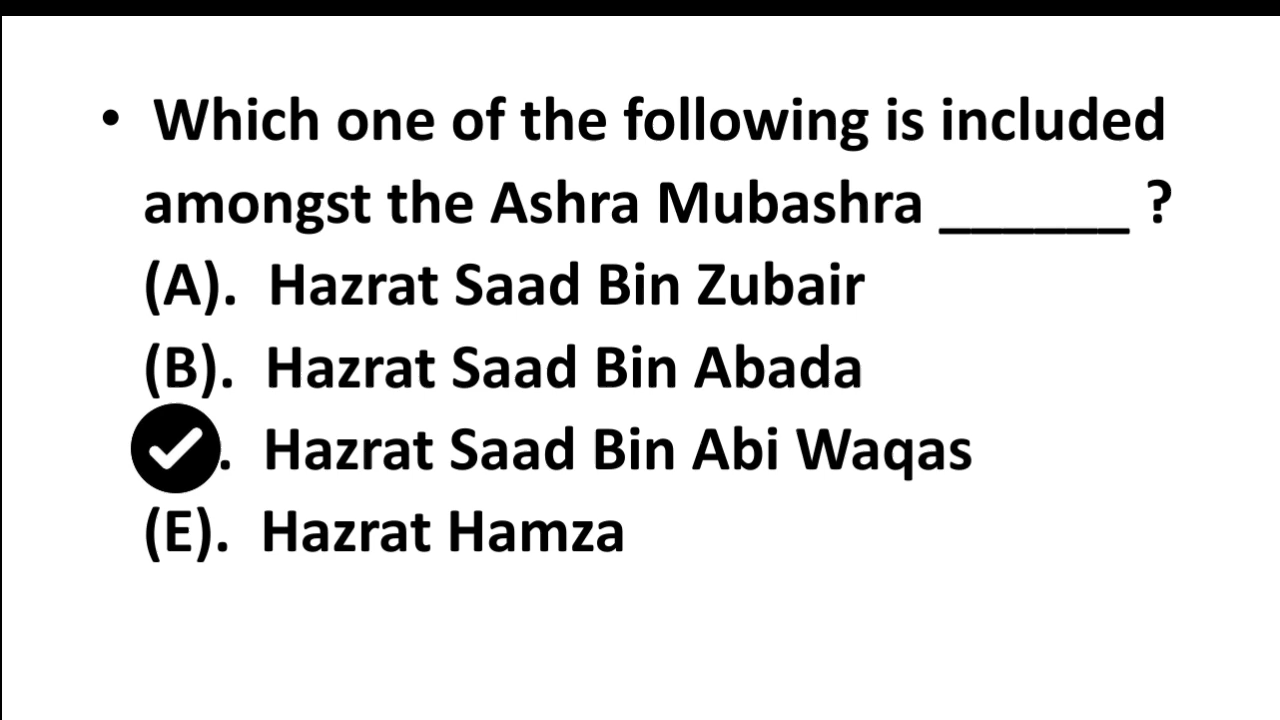 • Which one of the following is included
amongst the Ashra Mubashra ______ ?
(A). Hazrat Saad Bin Zubair
(B). Hazrat Saad Bin Abada
. Hazrat Saad Bin Abi Waqas
(E). Hazrat Hamza